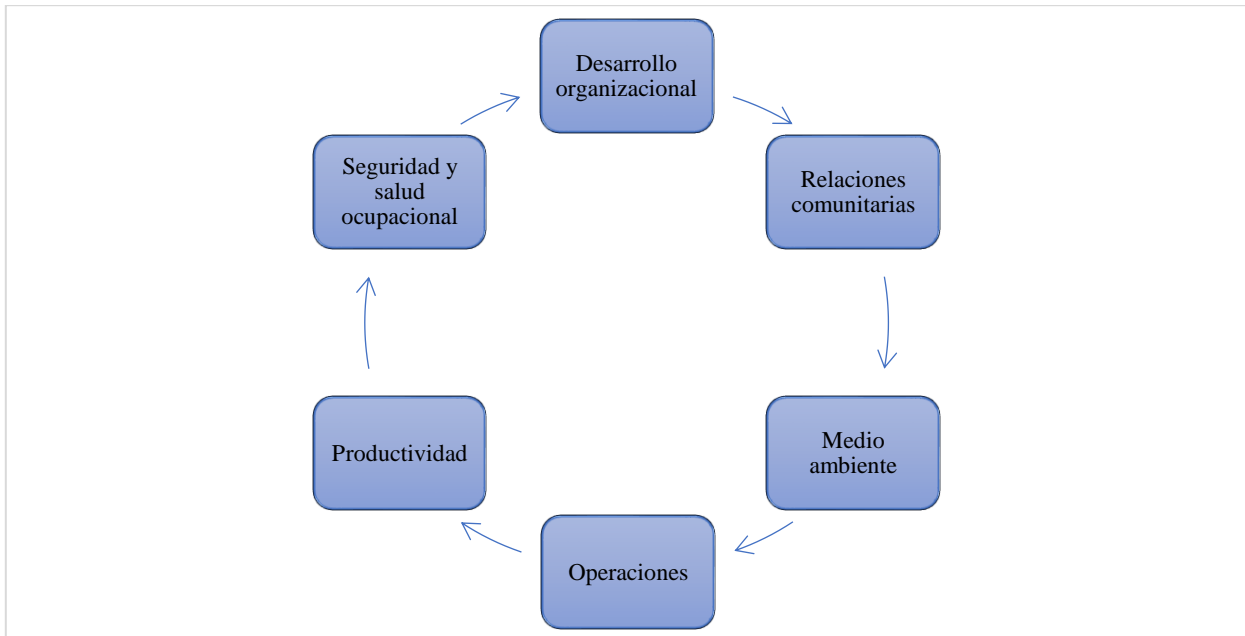 Desarrollo
organizacional
Relaciones
comunitarias
Medio
ambiente
Operaciones
Productividad
Seguridad y
salud
ocupacional